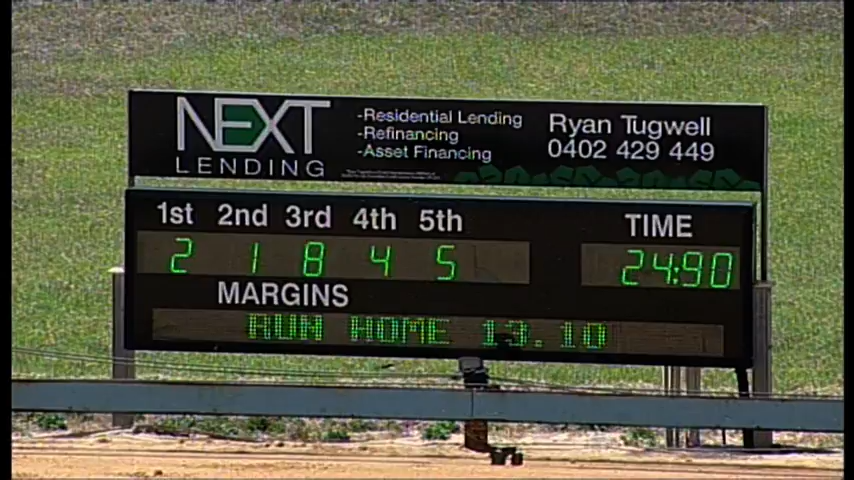 NEXT
LENDING
-Residential Lending
-Refinancing
-Asset Financing
Ryan Tugwell
0402 429 449
1st 2nd 3rd 4th 5th
2 1 8 4 5
TIME
24:90
MARGINS
RUN HOME 13.10